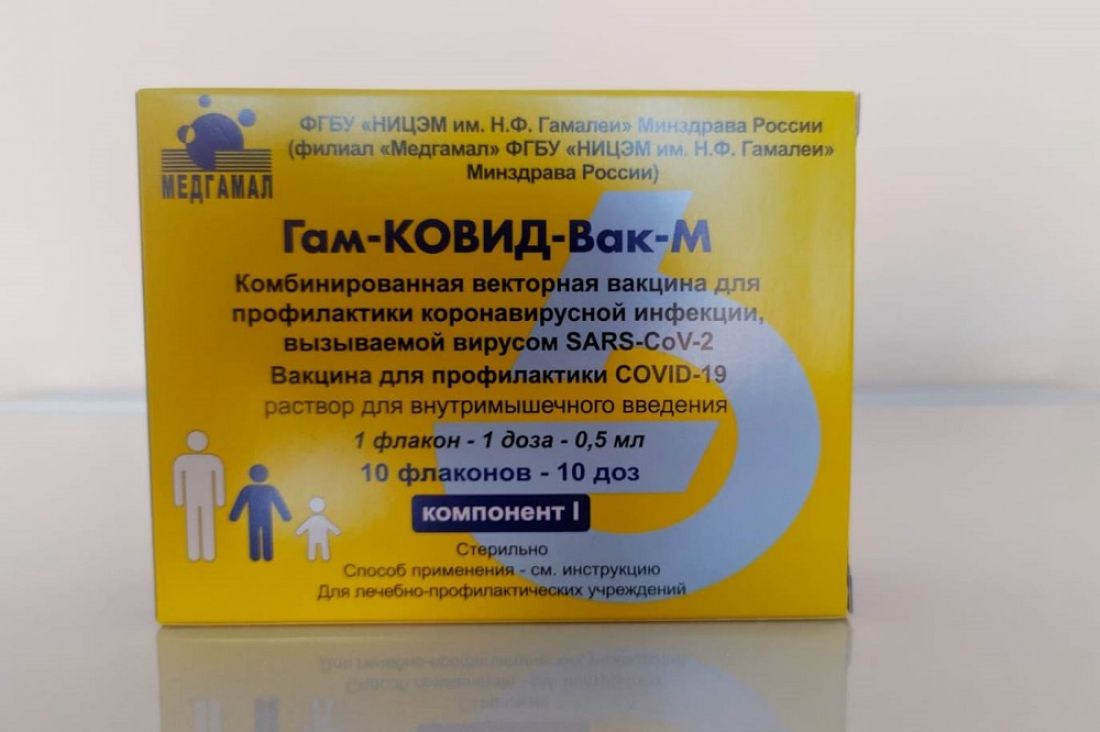 МЕДГАМАЛ
ФГБУ «НИЦЭМ им. Н.Ф. Гамалеи» Минздрава России
(филиал «Медгамал» ФГБУ «НИЦЭМ им. Н.Ф. Гамалеи»
Минздрава России)
Гам-КОВИД-Вак-М
Комбинированная векторная вакцина для
профилактики коронавирусной инфекции,
вызываемой вирусом SARS-CoV-2
Вакцина для профилактики COVID-19
раствор для внутримышечного введения
1 флакон - 1 доза - 0,5 мл
10 флаконов - 10 доз
компонент I
Стерильно
Способ применения - см. инструкцию
Для лечебно-профилактических учреждений